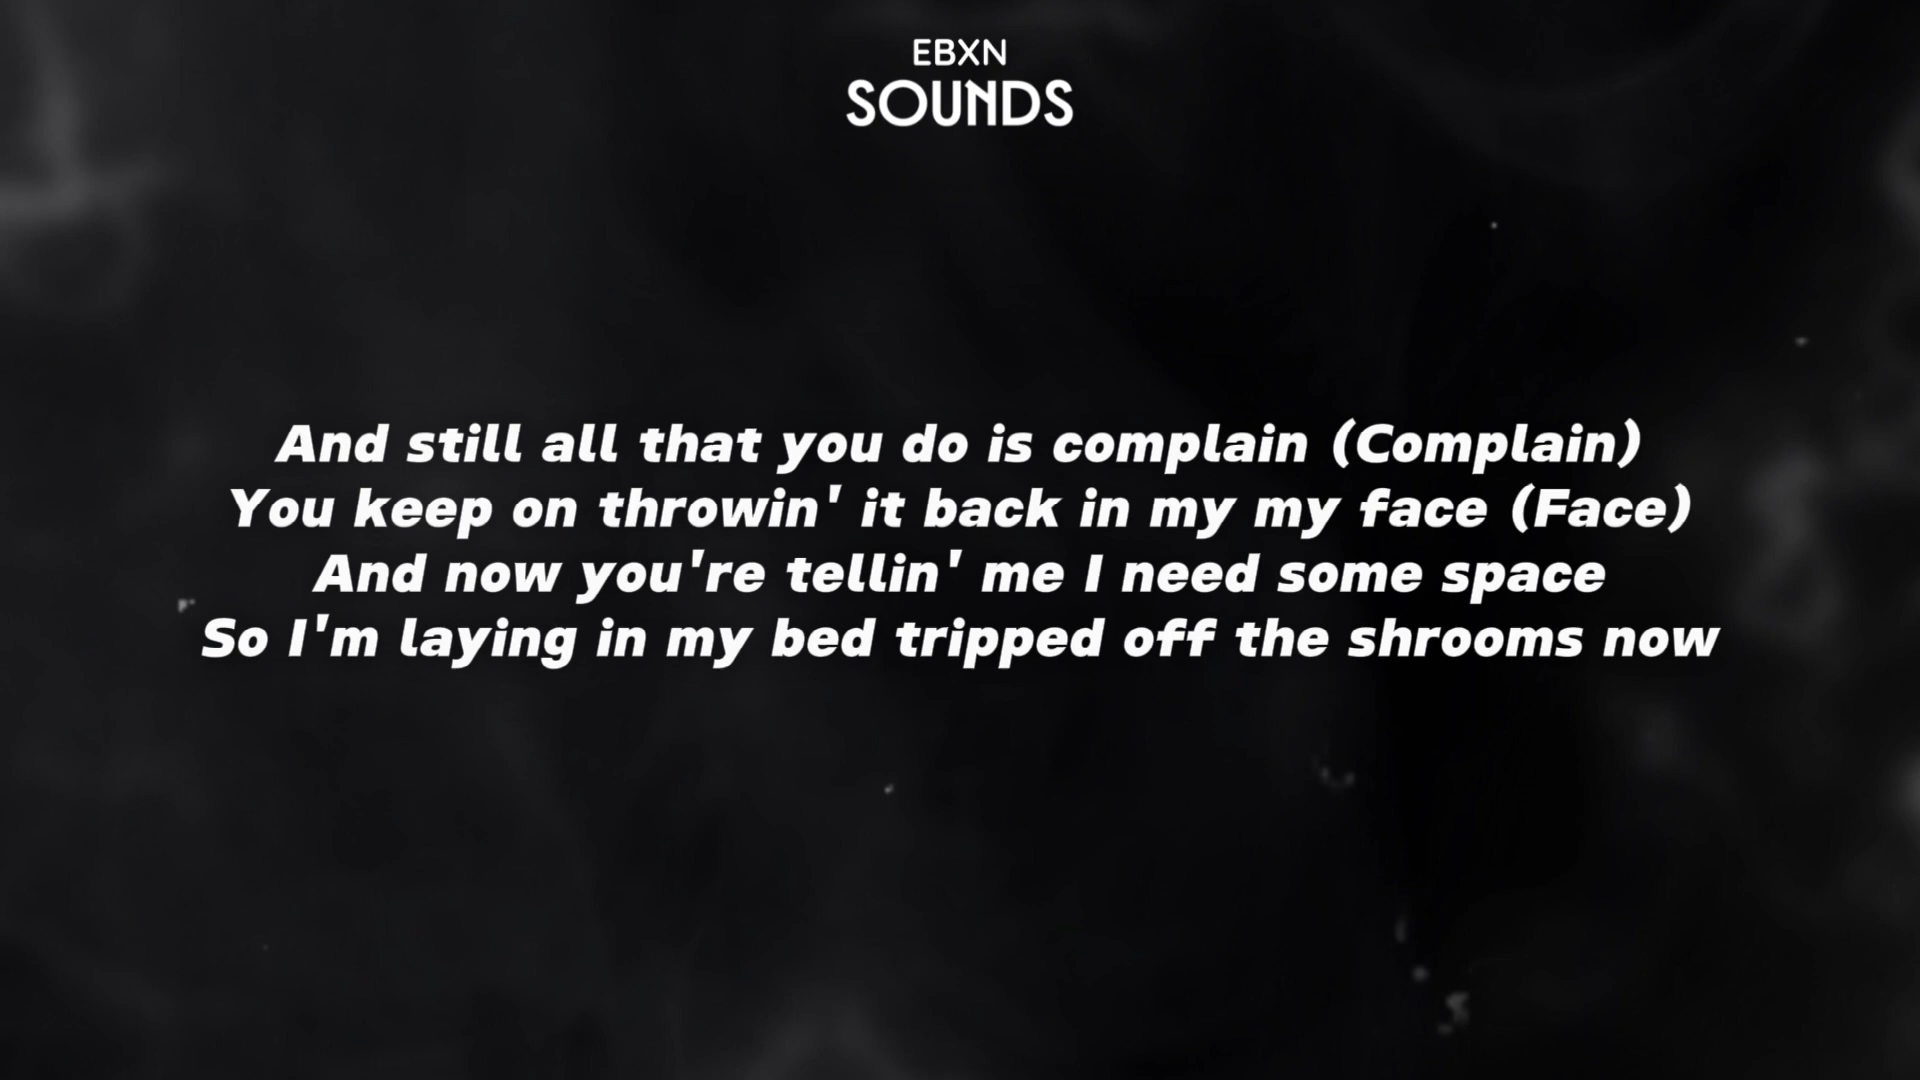 EBXN
SOUNDS
And still all that you do is complain (Complain)
You keep on throwin' it back in my my face (Face)
And now you're tellin' me I need some space
So I'm laying in my bed tripped off the shrooms now